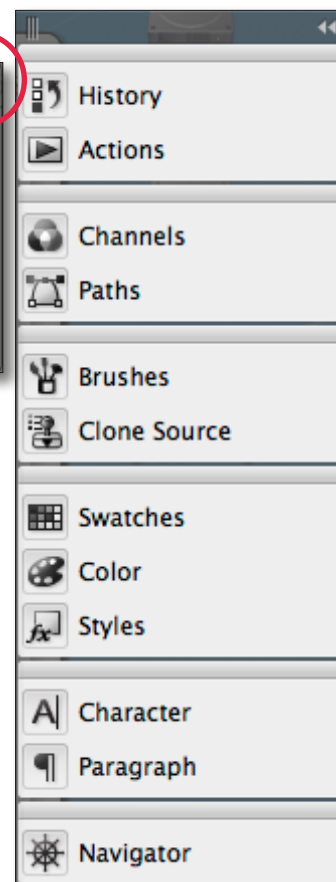 History
Actions
Channels
Paths
Brushes
Clone Source
Swatches
Color
Styles
Character
Paragraph
Navigator